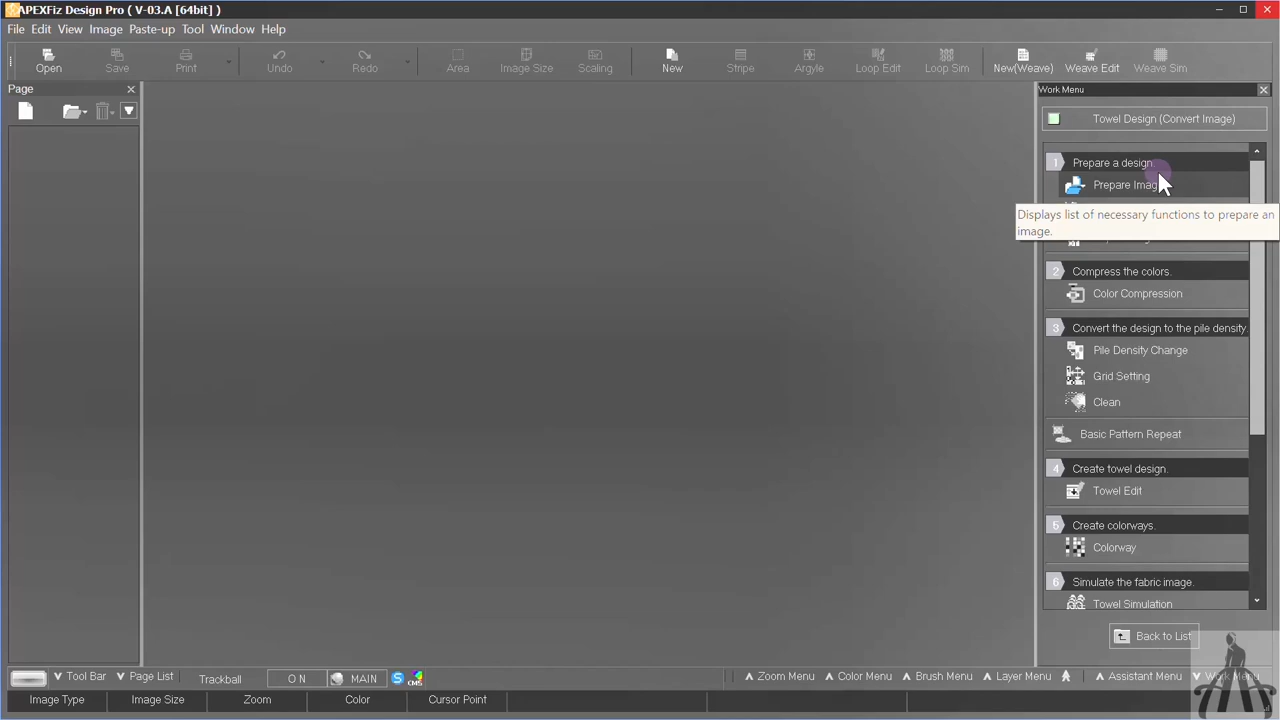 APEXFiz Design Pro ( V-03.A [64bit] )
File Edit View Image Paste-up Tool Window Help
Open Save Print Undo Redo Area Image Size Scaling New Stripe Argyle Loop Edit Loop Sim New(Weave) Weave Edit Weave Sim
Page
Work Menu
Towel Design (Convert Image)
1 Prepare a design.
Prepare Imag
Displays list of necessary functions to prepare an
image.
2 Compress the colors.
Color Compression
3 Convert the design to the pile density.
Pile Density Change
Grid Setting
Clean
Basic Pattern Repeat
4 Create towel design.
Towel Edit
5 Create colorways.
Colorway
6 Simulate the fabric image.
Towel Simulation
Back to List
Tool Bar Page List Trackball ON MAIN S CMS Zoom Menu Color Menu Brush Menu Layer Menu Assistant Menu Work Menu
Image Type Image Size Zoom Color Cursor Point